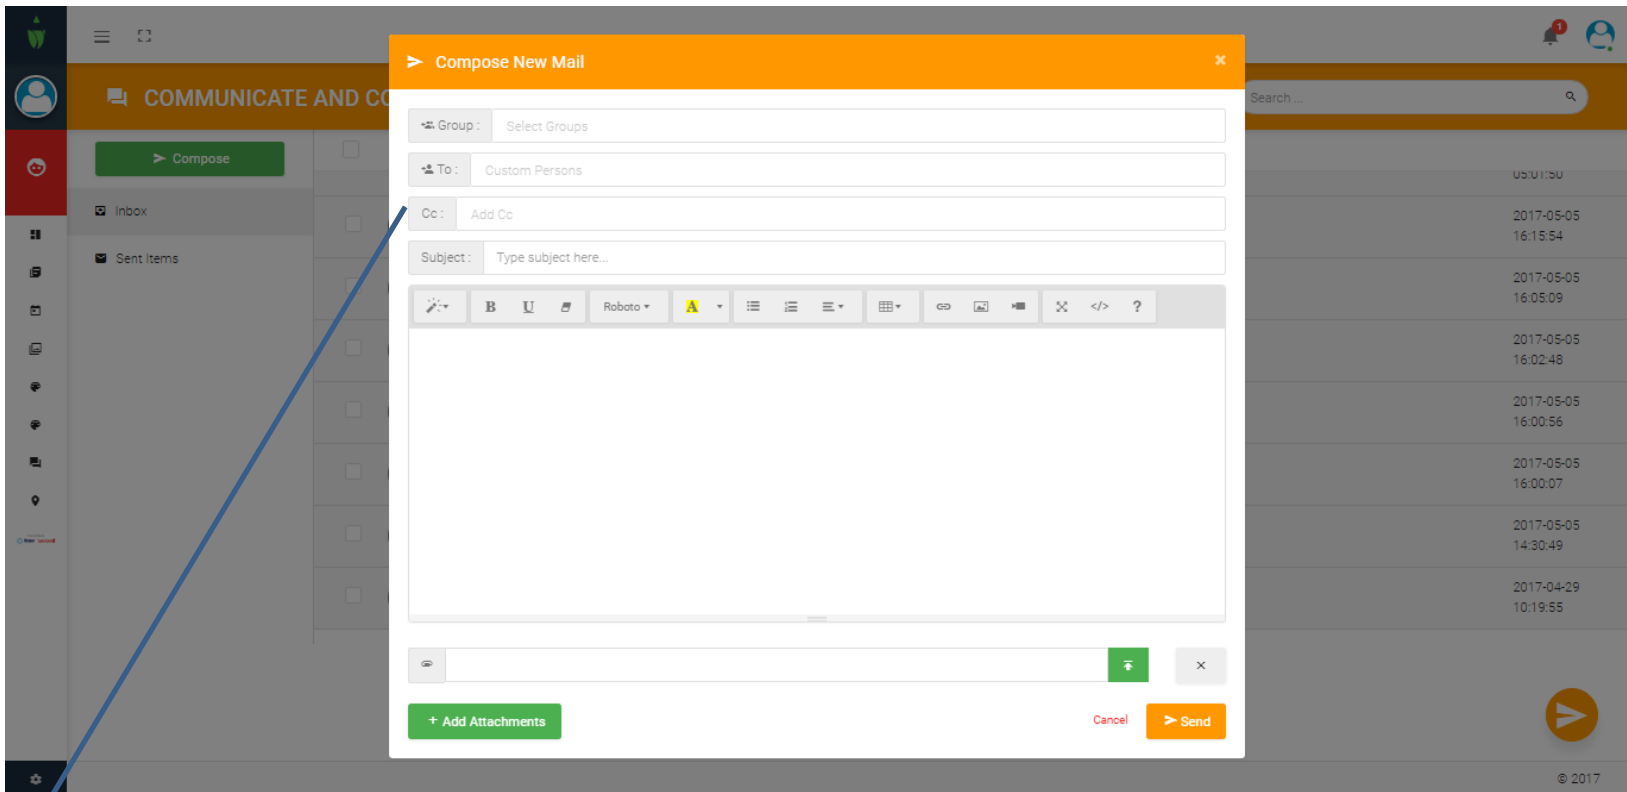 1
COMMUNICATE AND CO
Search ...
Compose New Mail
×
Group :
Select Groups
To :
Custom Persons
Cc :
Add Cc
Subject :
Type subject here...
B U Roboto A </> ?
Compose
Inbox
Sent Items
05:01:50
2017-05-05
16:15:54
2017-05-05
16:05:09
2017-05-05
16:02:48
2017-05-05
16:00:56
2017-05-05
16:00:07
2017-05-05
14:30:49
2017-04-29
10:19:55
+ Add Attachments
Cancel
Send
© 2017